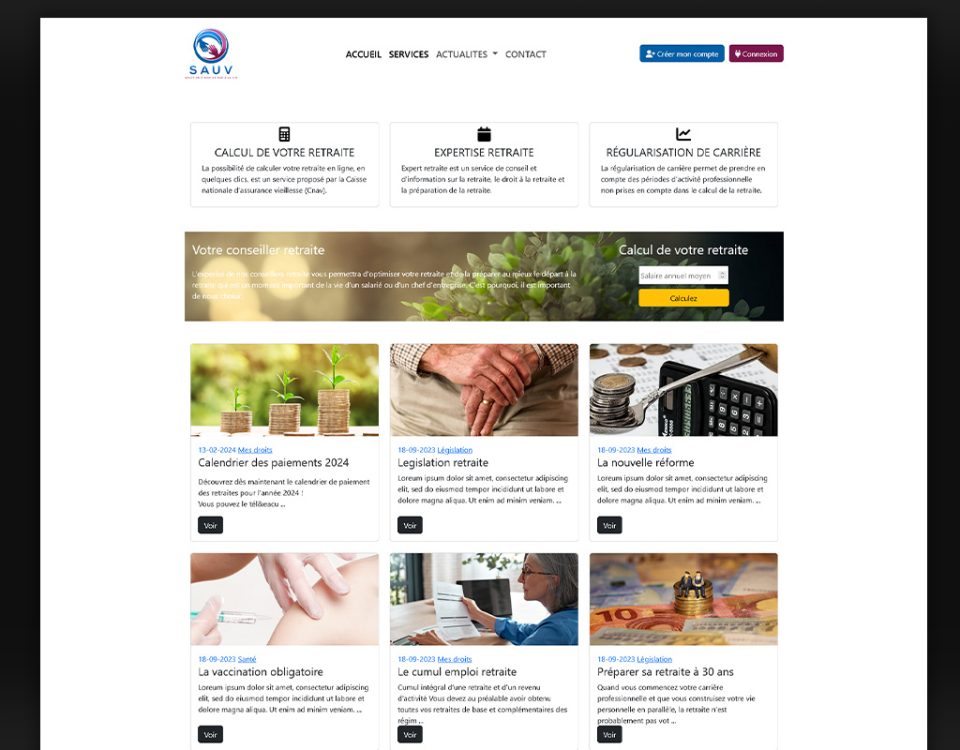 SAUV
ACCUEIL SERVICES ACTUALITES CONTACT
Créer mon compte Connexion
CALCUL DE VOTRE RETRAITE
La possibilité de calculer votre retraite en ligne, en
quelques clics, est un service proposé par la Caisse
nationale d'assurance vieillesse (Cnav).
EXPERTISE RETRAITE
Expert retraite est un service de conseil et
d'information sur la retraite, le droit à la retraite et
la préparation de la retraite.
RÉGULARISATION DE CARRIÈRE
La régularisation de carrière permet de prendre en
compte des périodes d'activité professionnelle
non prises en compte dans le calcul de la retraite.
Votre conseiller retraite
L'expertise de nos conseillers retraite vous permettra d'optimiser votre retraite et de la préparer au mieux le départ à la
retraite qui est un moment important de la vie d'un salarié ou d'un chef d'entreprise. C'est pourquoi, il est important
de nous choisir.
Calcul de votre retraite
Salaire annuel moyen
Calculez
13-02-2024 Mes droits
Calendrier des paiements 2024
Découvrez dès maintenant le calendrier de paiement
des retraites pour l'année 2024 !
Vous pouvez le
Voir
18-09-2023 Législation
Legislation retraite
Loreum ipsum dolor sit amet, consectetur adipiscing
elit, sed do eiusmod tempor incididunt ut labore et
dolore magna aliqua. Ut enim ad minim veniam. ...
Voir
18-09-2023 Mes droits
La nouvelle réforme
Loreum ipsum dolor sit amet, consectetur adipiscing
elit, sed do eiusmod tempor incididunt ut labore et
dolore magna aliqua. Ut enim ad minim veniam. ...
Voir
18-09-2023 Santé
La vaccination obligatoire
Loreum ipsum dolor sit amet, consectetur adipiscing
elit, sed do eiusmod tempor incididunt ut labore et
dolore magna aliqua. Ut enim ad minim veniam. ...
Voir
18-09-2023 Mes droits
Le cumul emploi retraite
Cumul intégral d'une retraite et d'un revenu
d'activité Vous devez au préalable avoir obtenu
toutes vos retraites de base et complémentaires des
régim ...
Voir
18-09-2023 Législation
Préparer sa retraite à 30 ans
Quand vous commencez votre carrière
professionnelle et que vous construisez votre vie
personnelle en parallèle, la retraite n'est
probablement pas vot ...
Voir